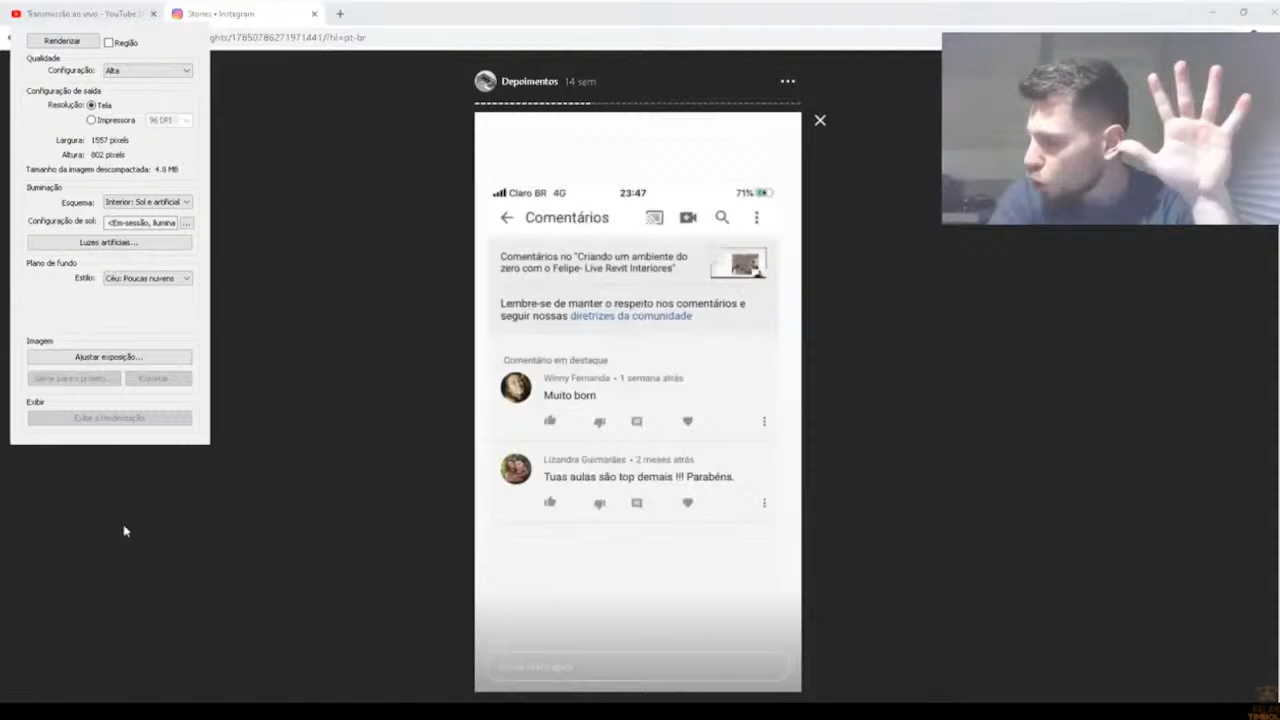 Transmissão ao vivo - YouTube
Stories • Instagram
ghts/17850786271971441/?hl=pt-br
Renderizar
Região
Qualidade
Configuração:
Alta
Configuração de saída
Resolução:
Tela
Impressora
96 DPI
Largura:
1557 pixels
Altura:
802 pixels
Tamanho da imagem descompactada: 4.8 MB
Iluminação
Esquema:
Interior: Sol e artificial
Configuração de sol:
<Em-sessão, ilumina
...
Luzes artificiais...
Plano de fundo
Estilo:
Céu: Poucas nuvens
Imagem
Ajustar exposição...
Salvar para o projeto...
Exportar...
Exibir
Exibir a renderização
Depoimentos 14 sem
Claro BR 4G
23:47
71%
Comentários
Comentários no "Criando um ambiente do
zero com o Felipe- Live Revit Interiores"
Lembre-se de manter o respeito nos comentários e
seguir nossas diretrizes da comunidade
Comentário em destaque
Winny Fernanda • 1 semana atrás
Muito bom
Lizandra Guimarães • 2 meses atrás
Tuas aulas são top demais !!! Parabéns.